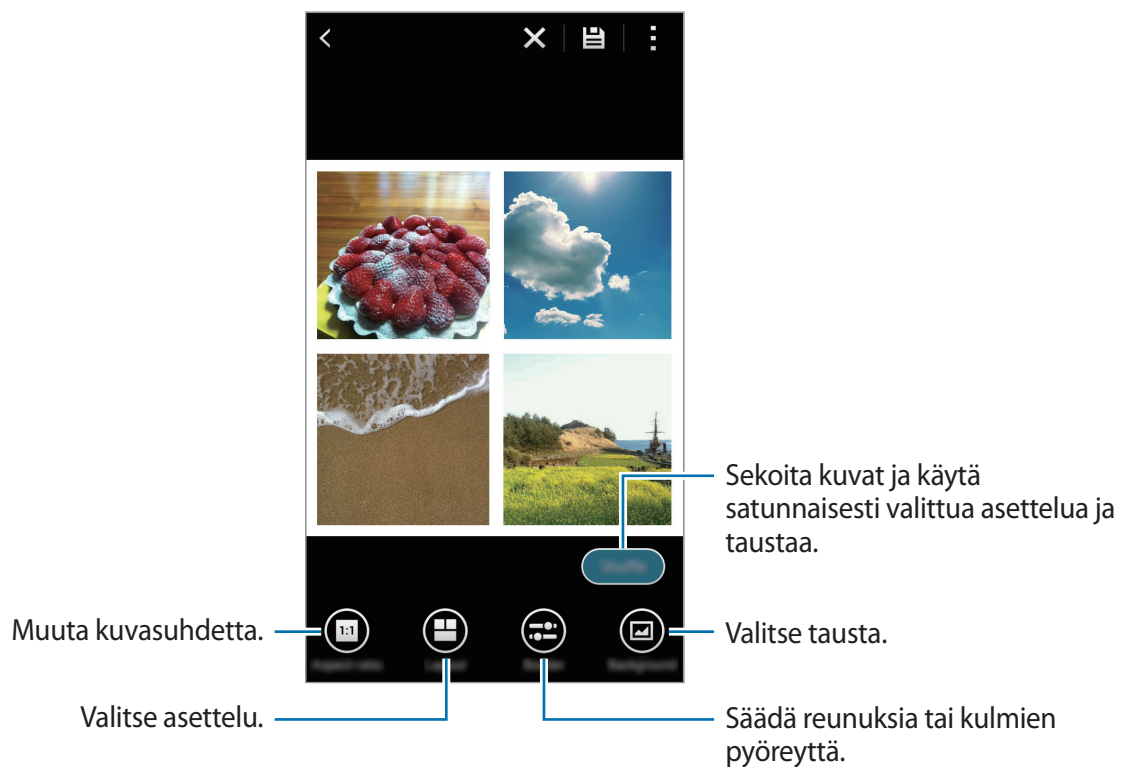 Sekoita kuvat ja käytä
satunnaisesti valittua asettelua ja
taustaa.
Muuta kuvasuhdetta.
1:1
Valitse tausta.
Valitse asettelu.
Säädä reunuksia tai kulmien
pyöreyttä.